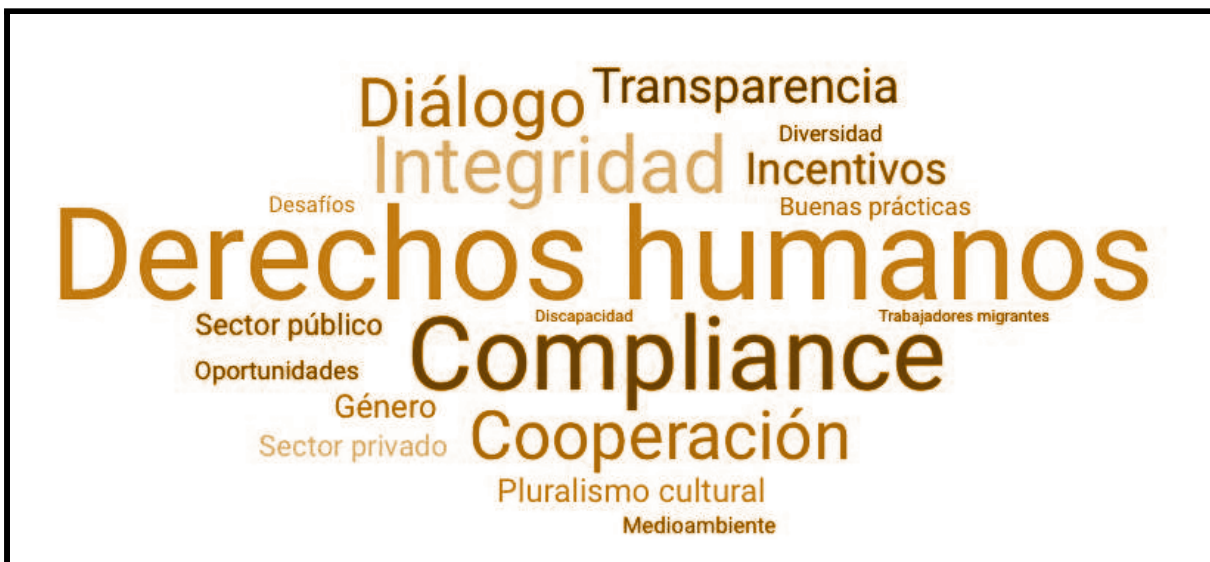 Diálogo
Transparencia
Diversidad
Integridad
Incentivos
Desafíos
Buenas prácticas
Derechos humanos
Discapacidad
Trabajadores migrantes
Sector público
Compliance
Oportunidades
Género
Cooperación
Sector privado
Pluralismo cultural
Medioambiente